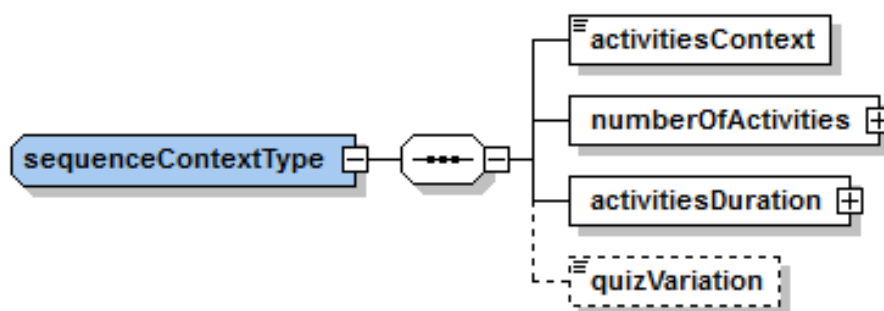 activitiesContext
numberOfActivities
sequenceContextType
activitiesDuration
quizVariation